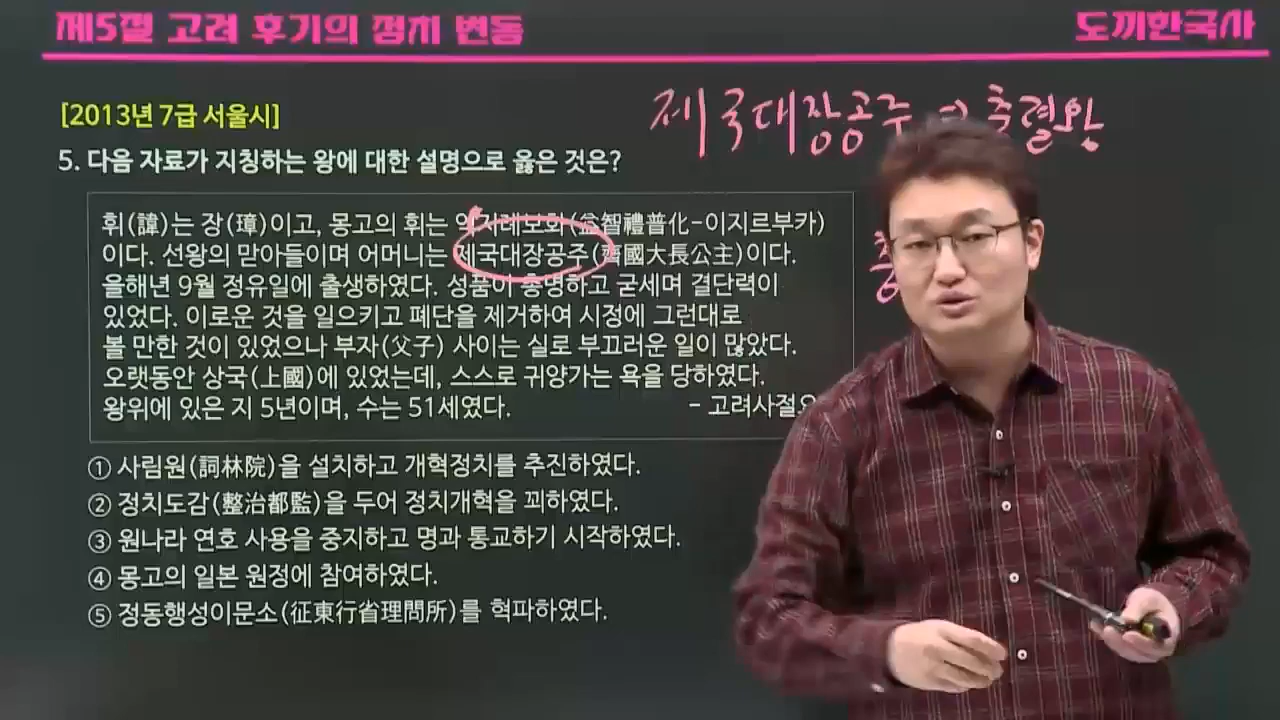 제5절 고려 후기의 정치 변동
도끼한국사
[2013년 7급 서울시]
제국대장공주 ⇒ 충렬왕
5. 다음 자료가 지칭하는 왕에 대한 설명으로 옳은 것은?
휘(諱)는 장(璋)이고, 몽고의 휘는 익지례보화(益智禮普化-이지르부카)
이다. 선왕의 맏아들이며 어머니는 제국대장공주(齊國大長公主)이다.
충
을해년 9월 정유일에 출생하였다. 성품이 총명하고 굳세며 결단력이
있었다. 이로운 것을 일으키고 폐단을 제거하여 시정에 그런대로
볼 만한 것이 있었으나 부자(父子) 사이는 실로 부끄러운 일이 많았다.
오랫동안 상국(上國)에 있었는데, 스스로 귀양가는 욕을 당하였다.
왕위에 있은 지 5년이며, 수는 51세였다.
- 고려사절요
① 사림원(詞林院)을 설치하고 개혁정치를 추진하였다.
② 정치도감(整治都監)을 두어 정치개혁을 꾀하였다.
③ 원나라 연호 사용을 중지하고 명과 통교하기 시작하였다.
④ 몽고의 일본 원정에 참여하였다.
⑤ 정동행성이문소(征東行省理問所)를 혁파하였다.